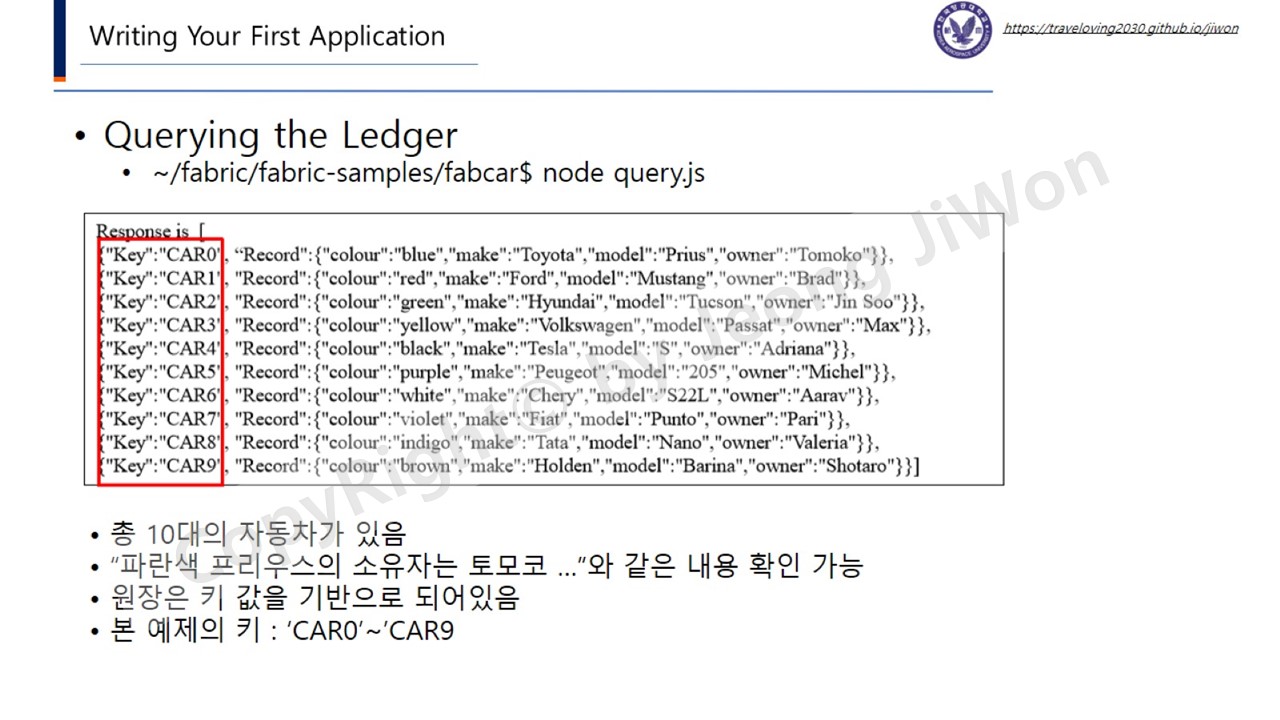 Writing Your First Application
https://traveloving2030.github.io/jiwon
• Querying the Ledger
• ~/fabric/fabric-samples/fabcar$ node query.js
Response is [
{"Key":"CAR0", “Record":{"colour":"blue","make":"Toyota","model":"Prius","owner":"Tomoko"}},
{"Key":"CAR1", "Record":{"colour":"red","make":"Ford","model":"Mustang","owner":"Brad"}},
{"Key":"CAR2", "Record":{"colour":"green","make":"Hyundai","model":"Tucson","owner":"Jin Soo"}},
{"Key":"CAR3", "Record":{"colour":"yellow","make":"Volkswagen","model":"Passat","owner":"Max"}},
{"Key":"CAR4", "Record":{"colour":"black","make":"Tesla","model":"S","owner":"Adriana"}},
{"Key":"CAR5", "Record":{"colour":"purple","make":"Peugeot","model":"205","owner":"Michel"}},
{"Key":"CAR6", "Record":{"colour":"white","make":"Chery","model":"S22L","owner":"Aarav"}},
{"Key":"CAR7", "Record":{"colour":"violet","make":"Fiat","model":"Punto","owner":"Pari"}},
{"Key":"CAR8", "Record":{"colour":"indigo","make":"Tata","model":"Nano","owner":"Valeria"}},
{"Key":"CAR9", "Record":{"colour":"brown","make":"Holden","model":"Barina","owner":"Shotaro"}}]
CopyRight© by Jeong JiWon
• 총 10대의 자동차가 있음
• “파란색 프리우스의 소유자는 토모코 ...”와 같은 내용 확인 가능
• 원장은 키 값을 기반으로 되어있음
• 본 예제의 키 : ‘CAR0’~’CAR9